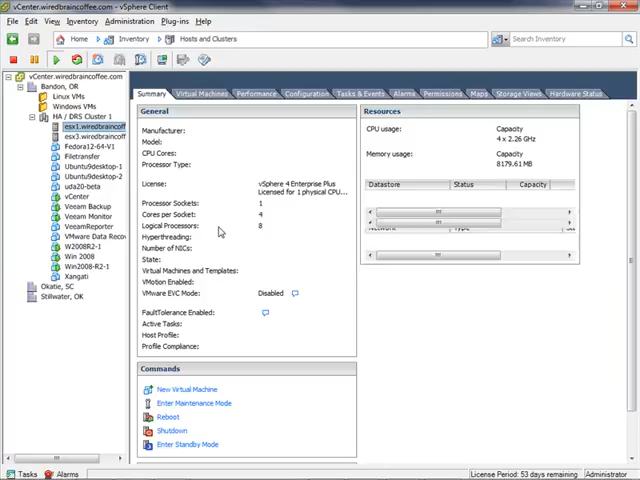 vCenter.wiredbraincoffee.com - vSphere Client
File Edit View Inventory Administration Plug-ins Help
Home Inventory Hosts and Clusters Search Inventory
vCenter.wiredbraincoffee.com
Bandon, OR
Linux VMs
Windows VMs
HA / DRS Cluster 1
esx1.wiredbraincoff
esx3.wiredbraincoff
Fedora12-64-V1
Filetransfer
Ubuntu9desktop-1
Ubuntu9desktop-2
uda20-beta
vCenter
Veeam Backup
Veeam Monitor
VeeamReporter
VMware Data Reco
W2008R2-1
Win 2008
Win2008-R2-1
Xangati
Okatie, SC
Stillwater, OK
Summary Virtual Machines Performance Configuration Tasks & Events Alarms Permissions Maps Storage Views Hardware Status
General
Manufacturer:
Model:
CPU Cores:
Processor Type:
License: vSphere 4 Enterprise Plus
Licensed for 1 physical CPU...
Processor Sockets: 1
Cores per Socket: 4
Logical Processors: 8
Hyperthreading:
Number of NICs:
State:
Virtual Machines and Templates:
VMotion Enabled:
VMware EVC Mode: Disabled
FaultTolerance Enabled:
Active Tasks:
Host Profile:
Profile Compliance:
Commands
New Virtual Machine
Enter Maintenance Mode
Reboot
Shutdown
Enter Standby Mode
Resources
CPU usage: Capacity
4 x 2.26 GHz
Memory usage: Capacity
8179.61 MB
Datastore Status Capacity
Tasks Alarms License Period: 53 days remaining Administrator